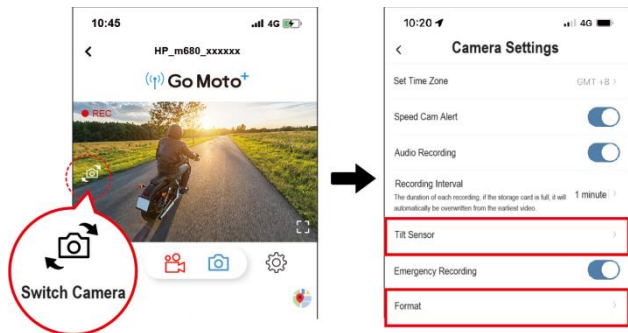 10:45
4G
HP_m680_xxxxxx
Go Moto+
REC
Switch Camera
10:20
4G
Camera Settings
Set Time Zone
GMT +8
Speed Cam Alert
Audio Recording
Recording Interval
The duration of each recording, if the storage card is full, it will
automatically be overwritten from the earliest video.
1 minute
Tilt Sensor
Emergency Recording
Format